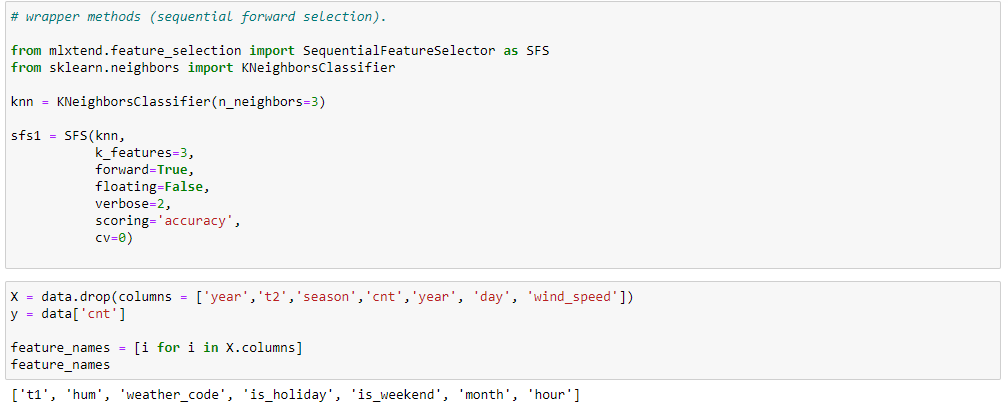 # wrapper methods (sequential forward selection).
from mlxtend.feature_selection import SequentialFeatureSelector as SFS
from sklearn.neighbors import KNeighborsClassifier
knn = KNeighborsClassifier(n_neighbors=3)
sfs1 = SFS(knn,
           k_features=3,
           forward=True,
           floating=False,
           verbose=2,
           scoring='accuracy',
           cv=0)
X = data.drop(columns = ['year','t2','season','cnt','year', 'day', 'wind_speed'])
y = data['cnt']
feature_names = [i for i in X.columns]
feature_names
['t1', 'hum', 'weather_code', 'is_holiday', 'is_weekend', 'month', 'hour']